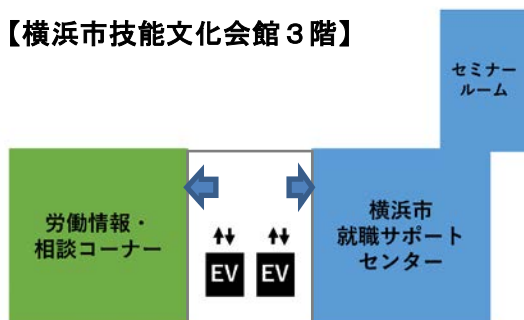 【横浜市技能文化会館３階】
セミナー
ルーム
労働情報・
相談コーナー
EV
EV
横浜市
就職サポート
センター